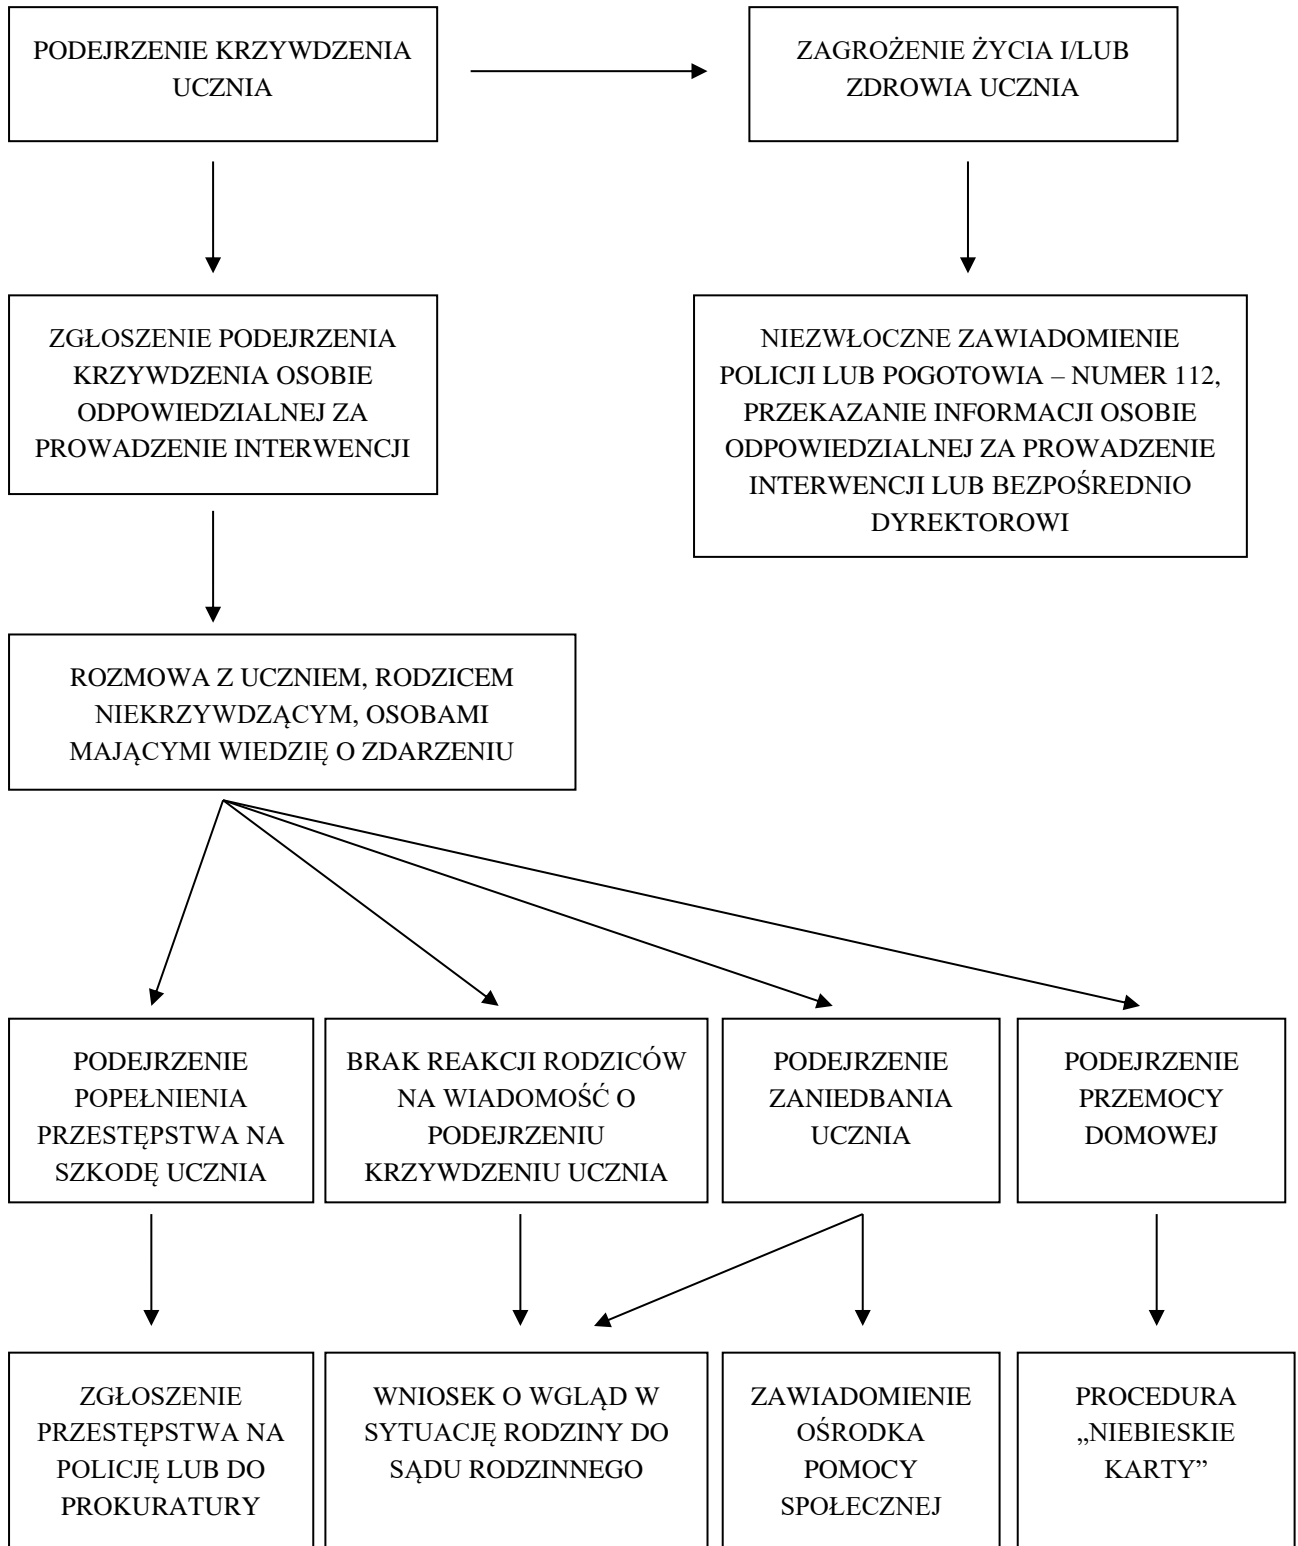 PODEJRZENIE KRZYWDZENIA
UCZNIA
ZAGROŻENIE ŻYCIA I/LUB
ZDROWIA UCZNIA
ZGŁOSZENIE PODEJRZENIA
KRZYWDZENIA OSOBIE
ODPOWIEDZIALNEJ ZA
PROWADZENIE INTERWENCJI
NIEZWŁOCZNE ZAWIADOMIENIE
POLICJI LUB POGOTOWIA – NUMER 112,
PRZEKAZANIE INFORMACJI OSOBIE
ODPOWIEDZIALNEJ ZA PROWADZENIE
INTERWENCJI LUB BEZPOŚREDNIO
DYREKTOROWI
ROZMOWA Z UCZNIEM, RODZICEM
NIEKRZYWDZĄCYM, OSOBAMI
MAJĄCYMI WIEDZIĘ O ZDARZENIU
PODEJRZENIE
POPEŁNIENIA
PRZESTĘPSTWA NA
SZKODĘ UCZNIA
BRAK REAKCJI RODZICÓW
NA WIADOMOŚĆ O
PODEJRZENIU
KRZYWDZENIU UCZNIA
PODEJRZENIE
ZANIEDBANIA
UCZNIA
PODEJRZENIE
PRZEMOCY
DOMOWEJ
ZGŁOSZENIE
PRZESTĘPSTWA NA
POLICJĘ LUB DO
PROKURATURY
WNIOSEK O WGLĄD W
SYTUACJĘ RODZINY DO
SĄDU RODZINNEGO
ZAWIADOMIENIE
OŚRODKA
POMOCY
SPOŁECZNEJ
PROCEDURA
„NIEBIESKIE
KARTY”